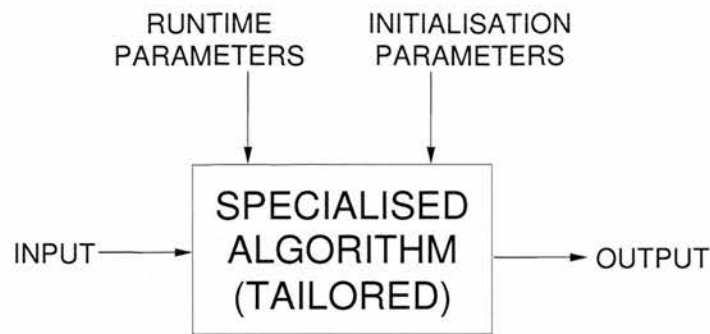 RUNTIME
PARAMETERS
INITIALISATION
PARAMETERS
SPECIALISED
ALGORITHM
(TAILORED)
INPUT
OUTPUT